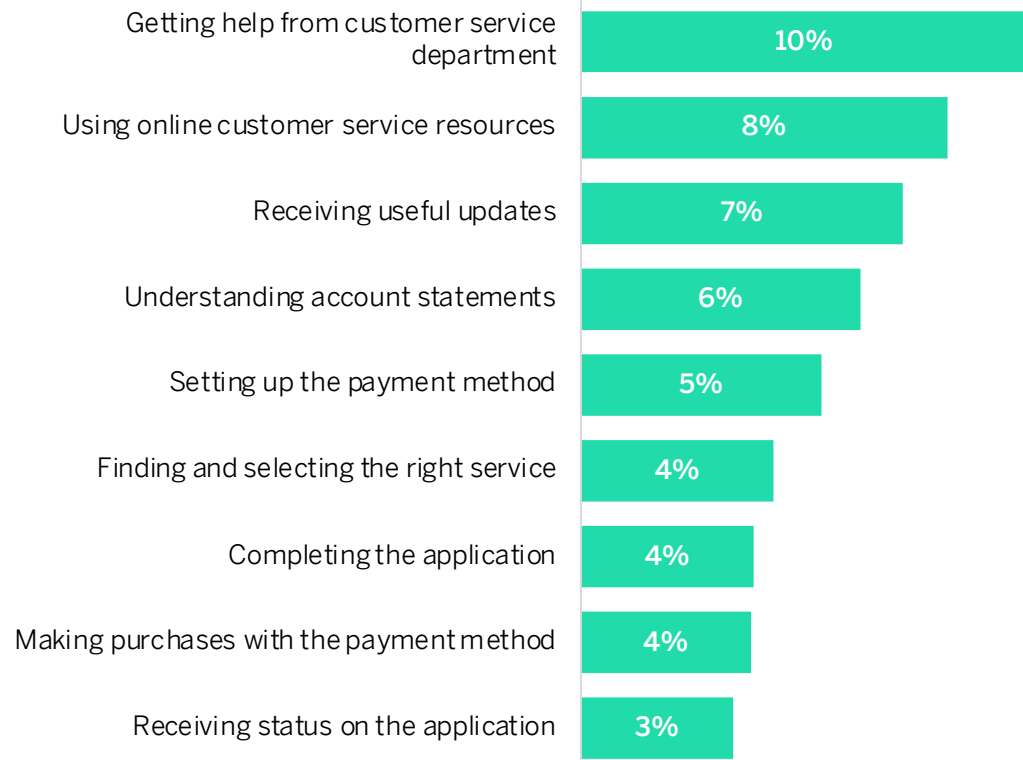 Getting help from customer service
department
10%
Using online customer service resources
8%
Receiving useful updates
7%
Understanding account statements
6%
Setting up the payment method
5%
Finding and selecting the right service
4%
Completing the application
4%
Making purchases with the payment method
4%
Receiving status on the application
3%